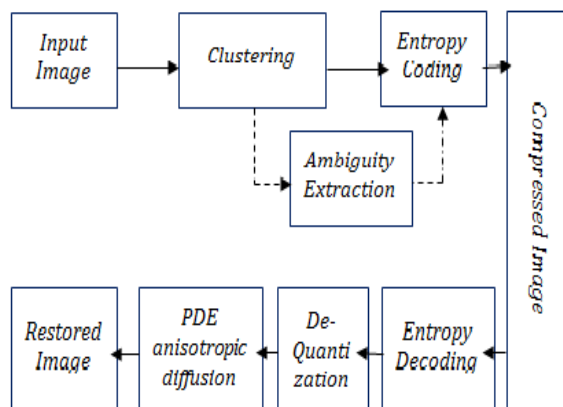 Input
Image
Clustering
Entropy
Coding
Ambiguity
Extraction
Compressed Image
Restored
Image
PDE
anisotropic
diffusion
De-
Quanti
zation
Entropy
Decoding